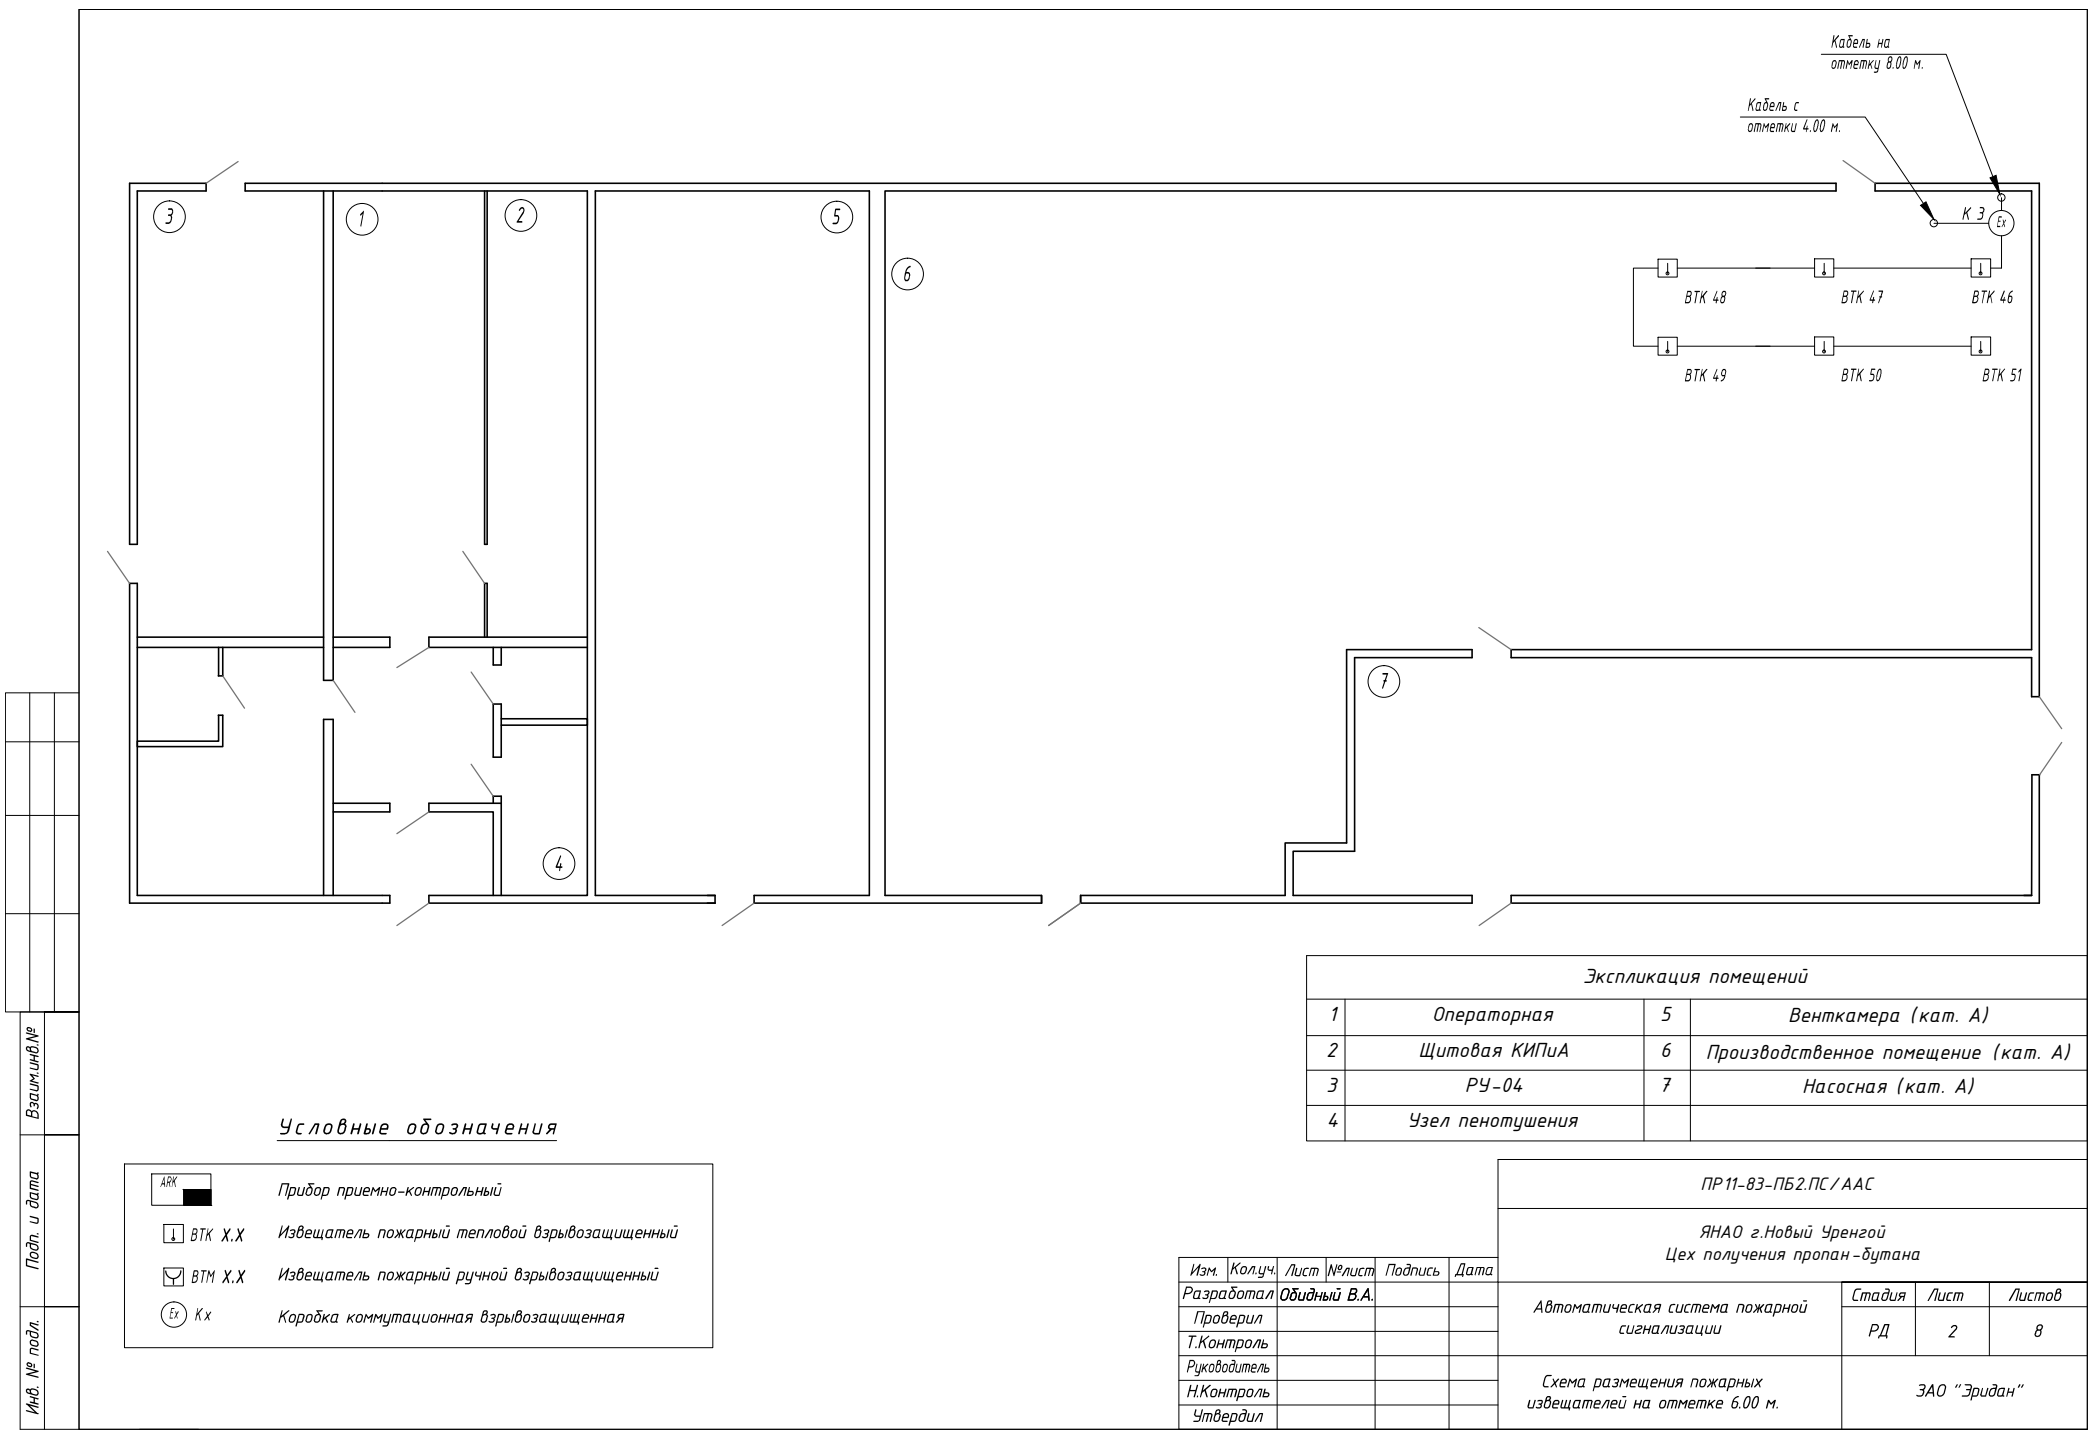 Кабель на
отметку 8.00 м.
Кабель с
отметки 4.00 м.
3
1
2
5
6
К 3
Ex
ВТК 48
ВТК 47
ВТК 46
ВТК 49
ВТК 50
ВТК 51
7
4
Экспликация помещений
1 Операторная 5 Венткамера (кат. А)
2 Щитовая КИПиА 6 Производственное помещение (кат. А)
3 РУ-04 7 Насосная (кат. А)
4 Узел пенотушения
Условные обозначения
ARK Прибор приемно-контрольный
ВТК X.X Извещатель пожарный тепловой взрывозащищенный
ВТМ X.X Извещатель пожарный ручной взрывозащищенный
Ex Кх Коробка коммутационная взрывозащищенная
Взаим.инв.№
Подп. и дата
Инв. № подл.
ПР11-83-ПБ2.ПС/ААС
ЯНАО г.Новый Уренгой
Цех получения пропан-бутана
Изм. Кол.уч. Лист №лист Подпись Дата
Разработал Обидный В.А.
Проверил
Т.Контроль
Руководитель
Н.Контроль
Утвердил
Автоматическая система пожарной
сигнализации
Стадия Лист Листов
РД 2 8
Схема размещения пожарных
извещателей на отметке 6.00 м.
ЗАО "Эридан"